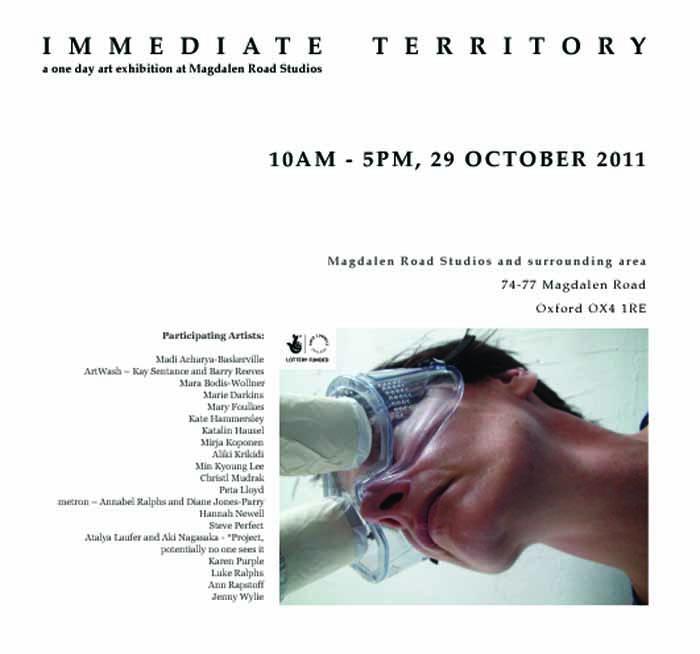 IMMEDIATE TERRITORY
a one day art exhibition at Magdalen Road Studios
10AM - 5PM, 29 OCTOBER 2011
Magdalen Road Studios and surrounding area
74-77 Magdalen Road
Oxford OX4 1RE
Participating Artists:
Madi Acharya-Baskerville
ArtWash – Kay Sentance and Barry Reeves
Mara Bodis-Wollner
Marie Darkins
Mary Foulkes
Kate Hammersley
Katalin Hausel
Mirja Koponen
Aliki Krikidi
Min Kyoung Lee
Christl Mudrak
Peta Lloyd
metron – Annabel Ralphs and Diane Jones-Parry
Hannah Newell
Steve Perfect
Atalya Laufer and Aki Nagasaka - *Project,
potentially no one sees it
Karen Purple
Luke Ralphs
Ann Rapstoff
Jenny Wylie
LOTTERY FUNDED